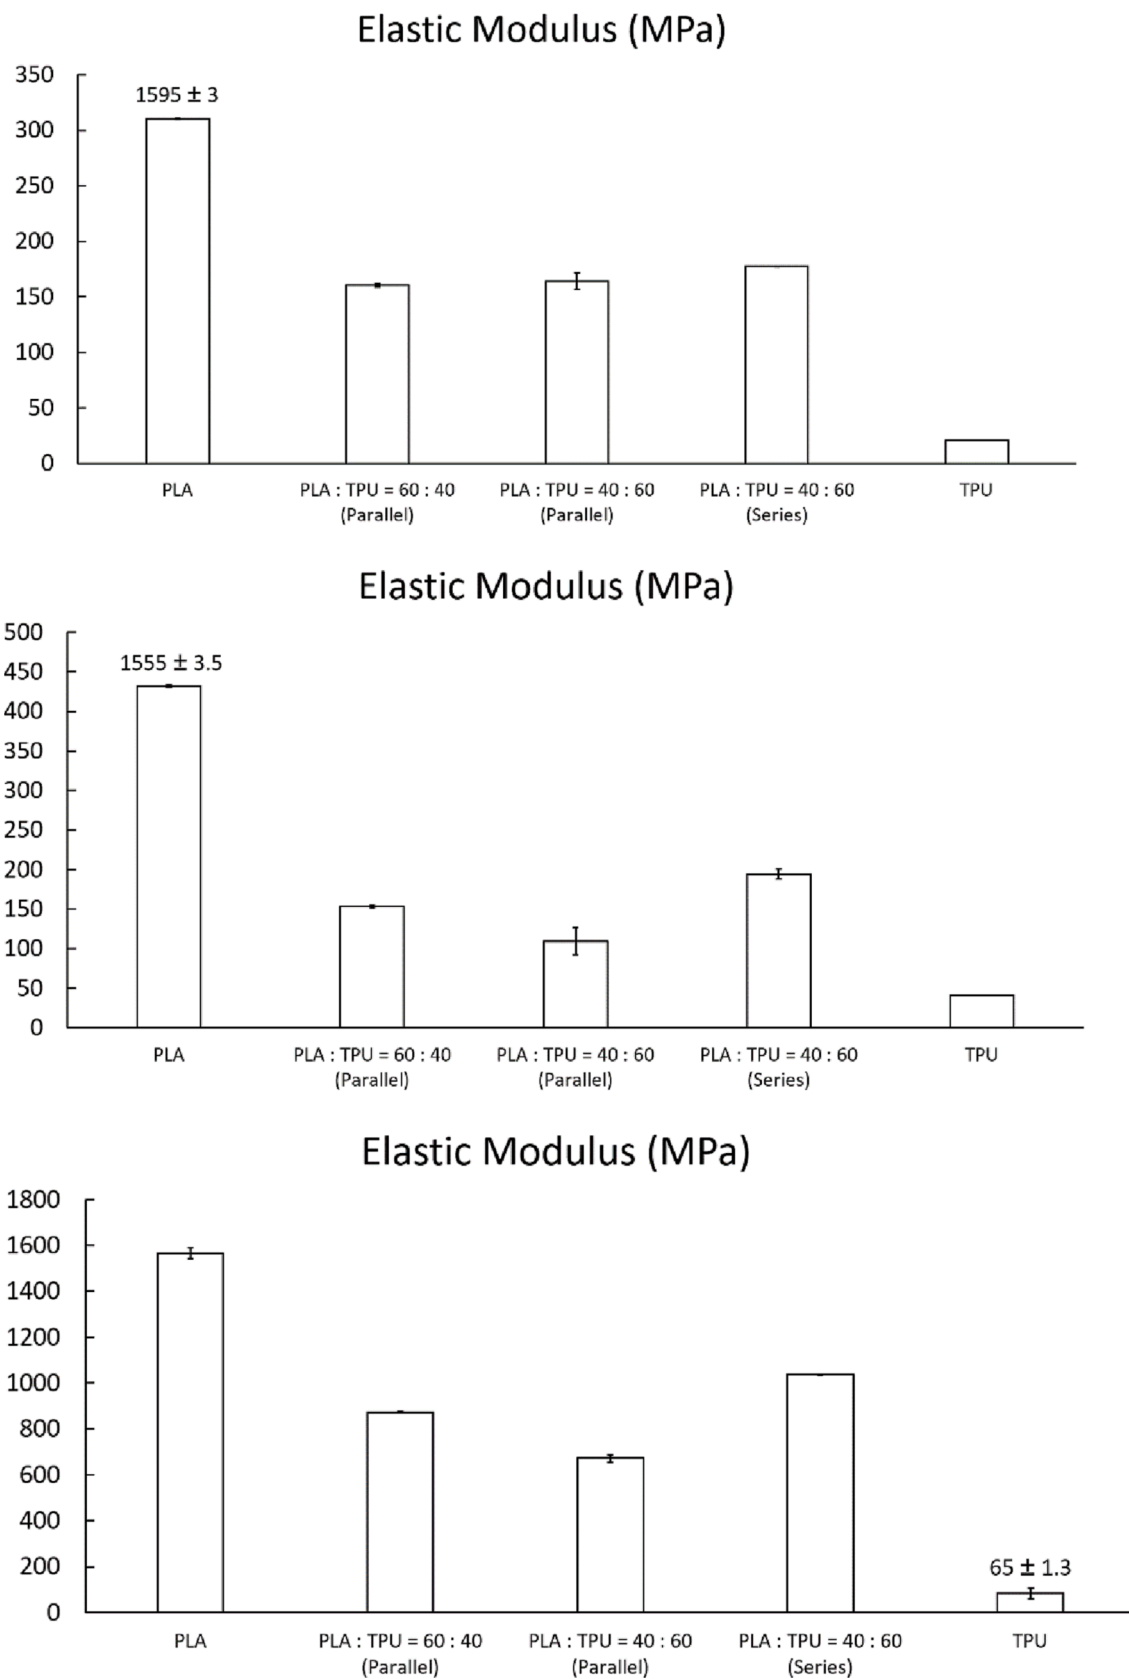 Elastic Modulus (MPa)
350
300
250
200
150
100
50
0
1595 ± 3
PLA
PLA : TPU = 60 : 40
(Parallel)
PLA : TPU = 40 : 60
(Parallel)
PLA : TPU = 40 : 60
(Series)
TPU
Elastic Modulus (MPa)
500
450
400
350
300
250
200
150
100
50
0
1555 ± 3.5
PLA
PLA : TPU = 60 : 40
(Parallel)
PLA : TPU = 40 : 60
(Parallel)
PLA : TPU = 40 : 60
(Series)
TPU
Elastic Modulus (MPa)
1800
1600
1400
1200
1000
800
600
400
200
0
65 ± 1.3
PLA
PLA : TPU = 60 : 40
(Parallel)
PLA : TPU = 40 : 60
(Parallel)
PLA : TPU = 40 : 60
(Series)
TPU